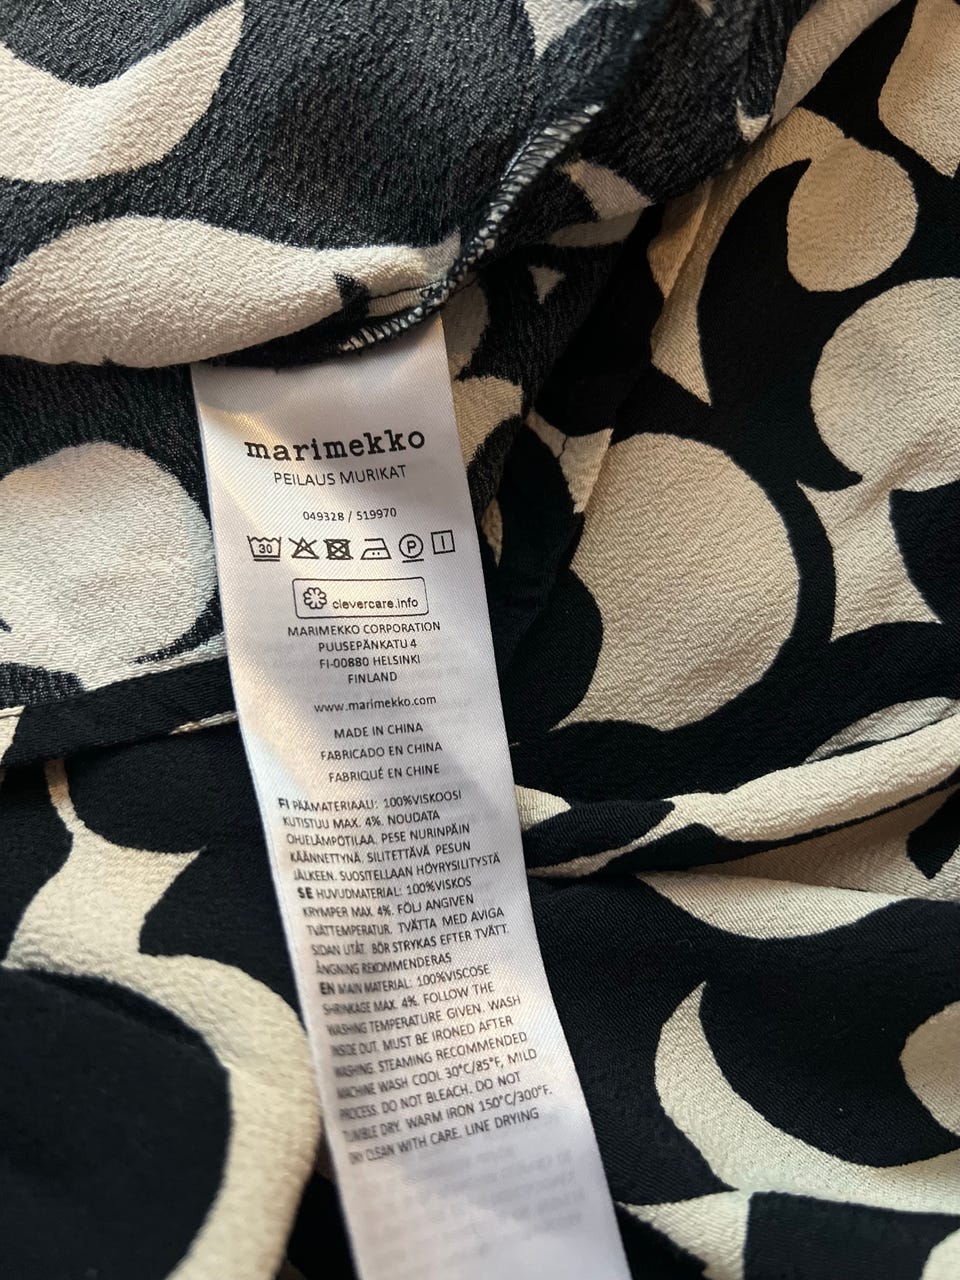 marimekko
PEILAUS MURIKAT
049328 / 519970
30 P
clevercare.info
MARIMEKKO CORPORATION
PUUSEPÄNKATU 4
FI-00880 HELSINKI
FINLAND
www.marimekko.com
MADE IN CHINA
FABRICADO EN CHINA
FABRIQUÉ EN CHINE
FI PÄÄMATERIAALI: 100%VISKOOSI
KUTISTUU MAX. 4%. NOUDATA
OHJELÄMPÖTILAA. PESE NURINPÄIN
KÄÄNNETTYNÄ. SILITETTÄVÄ PESUN
JÄLKEEN. SUOSITELLAAN HÖYRYSILITYSTÄ
SE HUVUDMATERIAL: 100%VISKOS
KRYMPER MAX. 4%. FÖLJ ANGIVEN
TVÄTTEMPERATUR. TVÄTTA MED AVIGA
SIDAN UTÅT. BÖR STRYKAS EFTER TVÄTT.
ÅNGNING REKOMMENDERAS
EN MAIN MATERIAL: 100%VISCOSE
SHRINKAGE MAX. 4%. FOLLOW THE
WASHING TEMPERATURE GIVEN. WASH
INSIDE OUT. MUST BE IRONED AFTER
WASHING. STEAMING RECOMMENDED
MACHINE WASH COOL 30°C/85°F, MILD
PROCESS. DO NOT BLEACH. DO NOT
TUMBLE DRY. WARM IRON 150°C/300°F.
DRY CLEAN WITH CARE. LINE DRYING